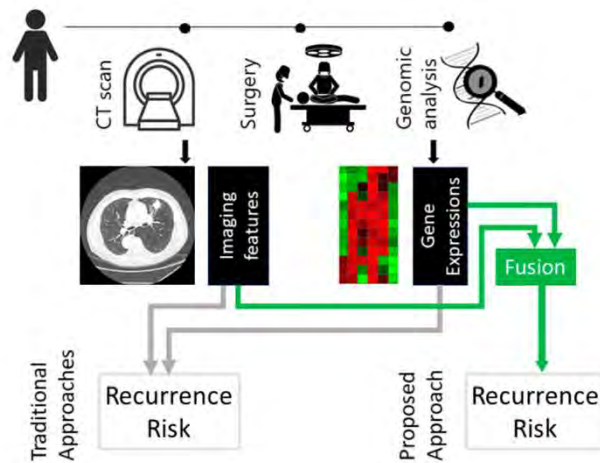 CT scan
Surgery
Genomic
analysis
Imaging
features
Gene
Expressions
Fusion
Traditional
Approaches
Recurrence
Risk
Proposed
Approach
Recurrence
Risk